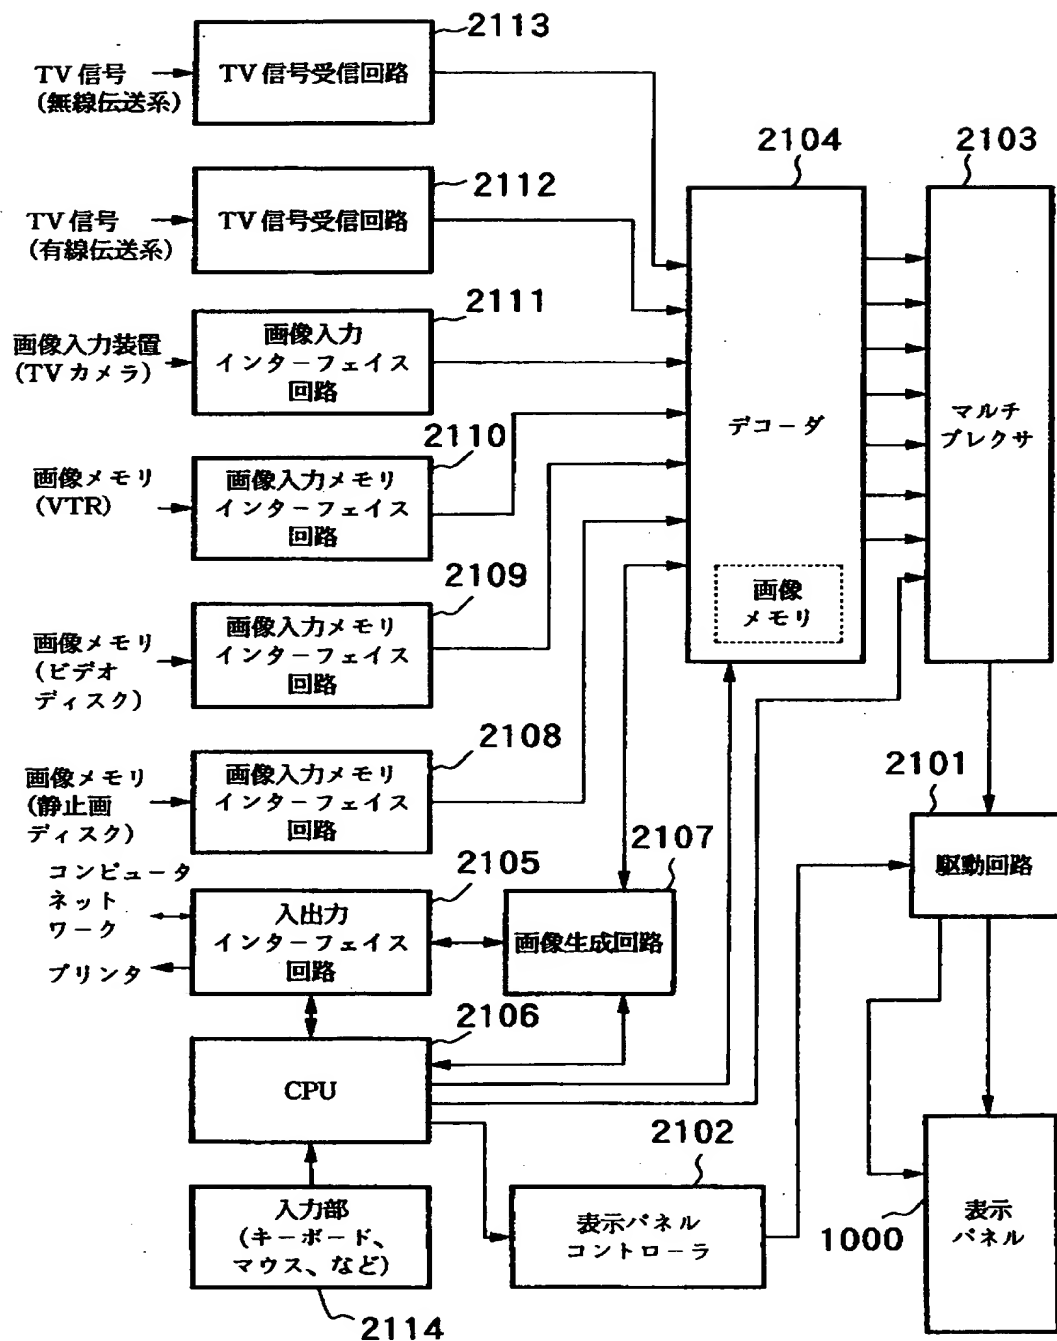 2113
TV 信号
(無線伝送系)
TV 信号受信回路
2112
TV 信号
(有線伝送系)
TV 信号受信回路
2111
画像入力装置
(TV カメラ)
画像入力
インターフェイス
回路
2110
画像メモリ
(VTR)
画像入力メモリ
インターフェイス
回路
2109
画像メモリ
(ビデオ
ディスク)
画像入力メモリ
インターフェイス
回路
2108
画像メモリ
(静止画
ディスク)
画像入力メモリ
インターフェイス
回路
2105
コンピュータ
ネット
ワーク
プリンタ
入出力
インターフェイス
回路
2107
画像生成回路
2106
CPU
入力部
(キーボード、
マウス、など)
2114
2104
デコーダ
画像
メモリ
2103
マルチ
プレクサ
2101
駆動回路
2102
表示パネル
コントローラ
1000
表示
パネル